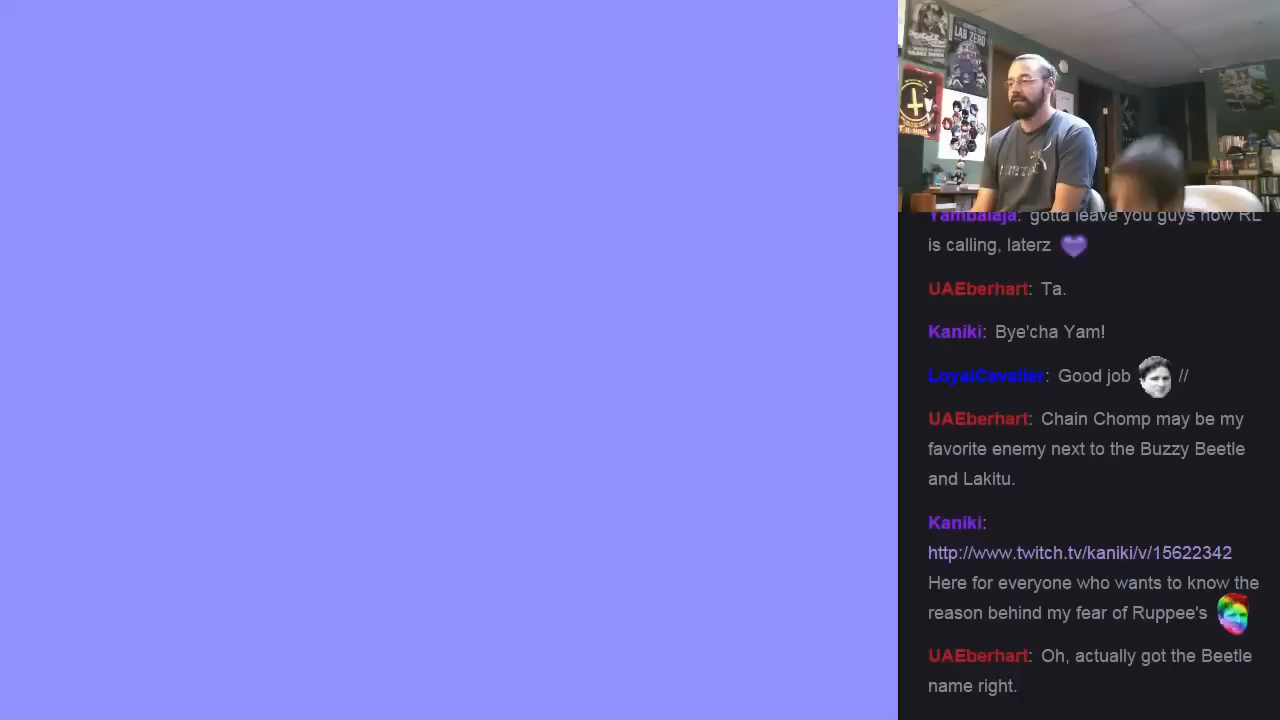 LAB ZERO
Yambalaja: gotta leave you guys now RL
is calling, laterz
UAEberhart: Ta.
Kaniki: Bye'cha Yam!
LoyalCavalier: Good job //
UAEberhart: Chain Chomp may be my
favorite enemy next to the Buzzy Beetle
and Lakitu.
Kaniki:
http://www.twitch.tv/kaniki/v/15622342
Here for everyone who wants to know the
reason behind my fear of Ruppee's
UAEberhart: Oh, actually got the Beetle
name right.